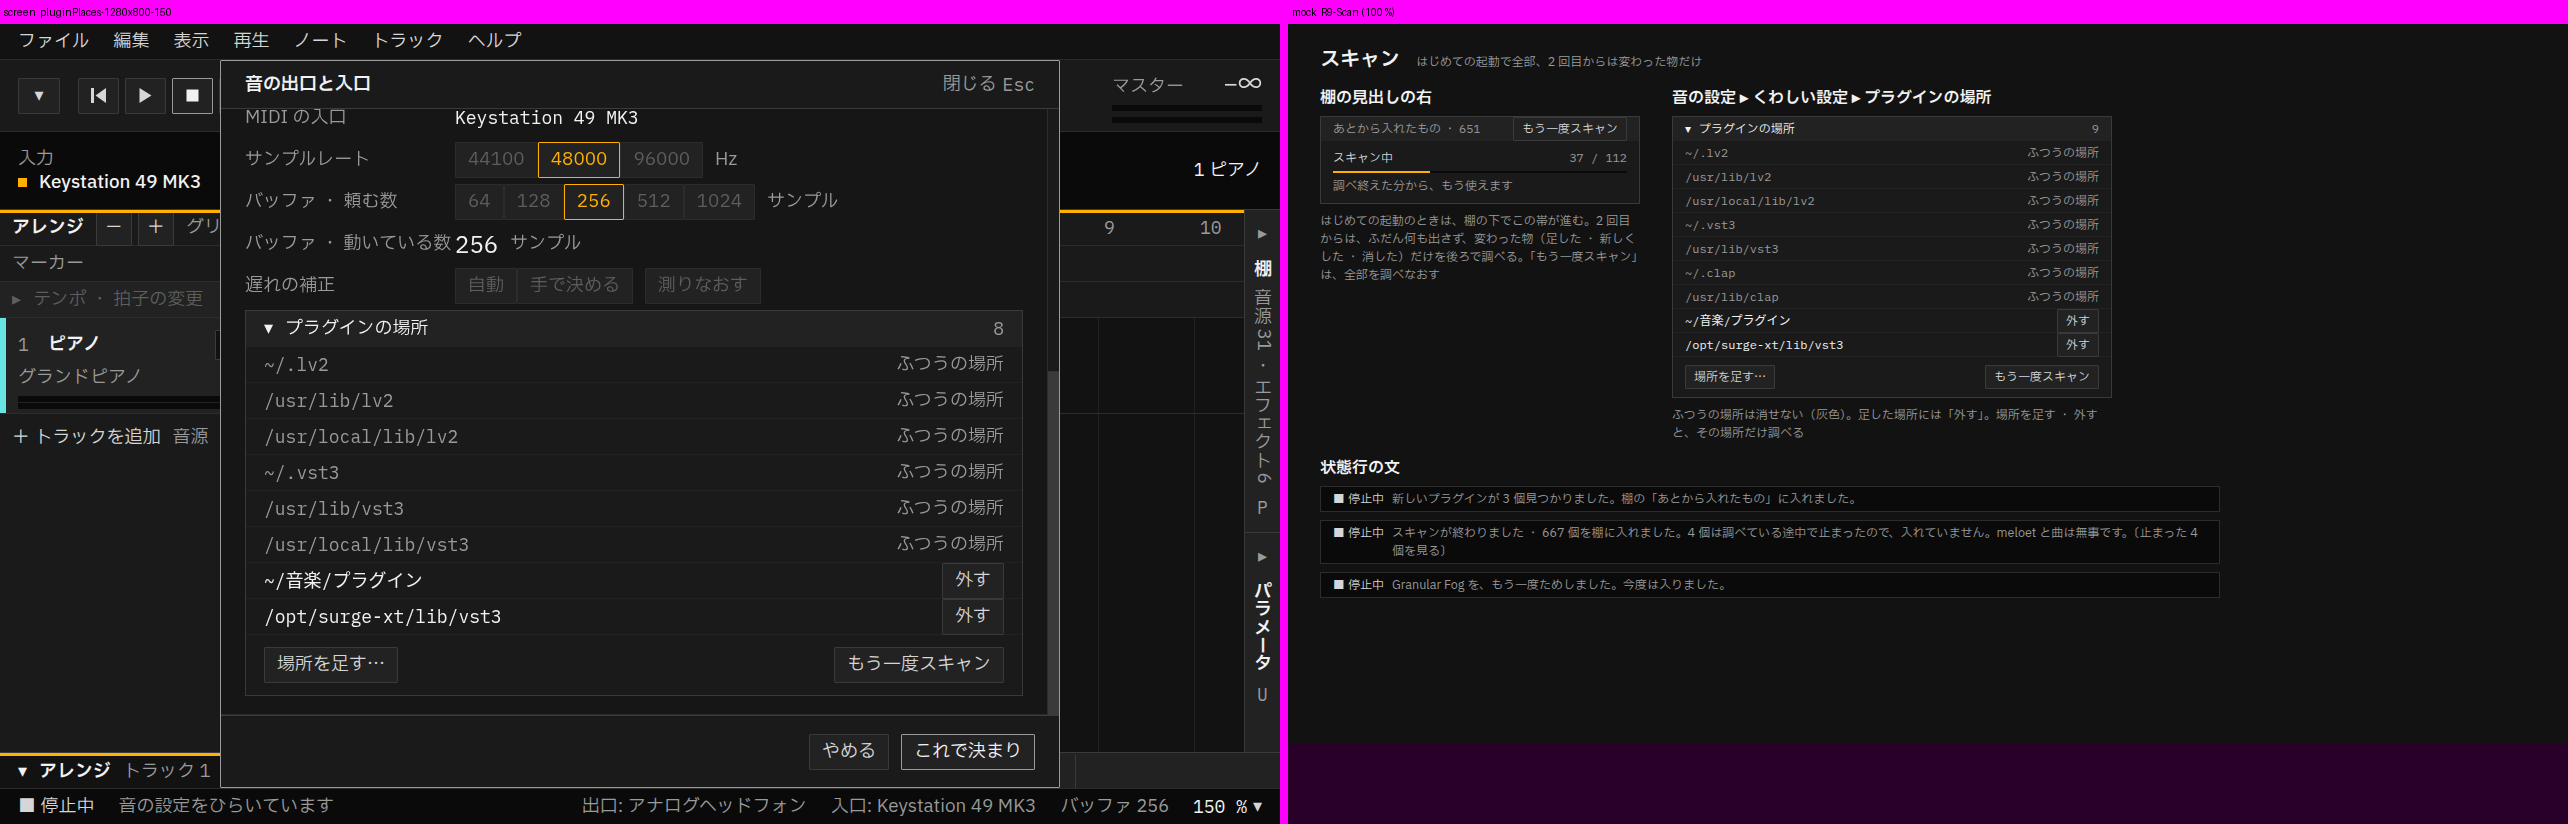 screen pluginPlaces-1280x800-150
ファイル 編集 表示 再生 ノート トラック ヘルプ
▼
マスター −∞
入力
Keystation 49 MK3
1 ピアノ
アレンジ − + グリ
9 10
マーカー
▶ テンポ ・ 拍子の変更
1 ピアノ
グランドピアノ
+ トラックを追加 音源
音の出口と入口 閉じる Esc
MIDI の入口 Keystation 49 MK3
サンプルレート 44100 48000 96000 Hz
バッファ ・ 頼む数 64 128 256 512 1024 サンプル
バッファ ・ 動いている数 256 サンプル
遅れの補正 自動 手で決める 測りなおす
▼ プラグインの場所 8
~/.lv2 ふつうの場所
/usr/lib/lv2 ふつうの場所
/usr/local/lib/lv2 ふつうの場所
~/.vst3 ふつうの場所
/usr/lib/vst3 ふつうの場所
/usr/local/lib/vst3 ふつうの場所
~/音楽/プラグイン 外す
/opt/surge-xt/lib/vst3 外す
場所を足す… もう一度スキャン
やめる これで決まり
▶ 棚 音源 31 ・ エフェクト 6 P
▶ パラメータ U
▼ アレンジ トラック 1
■ 停止中 音の設定をひらいています 出口: アナログヘッドフォン 入口: Keystation 49 MK3 バッファ 256 150 % ▼
mock R9-Scan (100 %)
スキャン はじめての起動で全部、2 回目からは変わった物だけ
棚の見出しの右
あとから入れたもの ・ 651 もう一度スキャン
スキャン中 37 / 112
調べ終えた分から、もう使えます
はじめての起動のときは、棚の下でこの帯が進む。2 回目
からは、ふだん何も出さず、変わった物（足した ・ 新しく
した ・ 消した）だけを後ろで調べる。「もう一度スキャン」
は、全部を調べなおす
音の設定 ▸ くわしい設定 ▸ プラグインの場所
▼ プラグインの場所 9
~/.lv2 ふつうの場所
/usr/lib/lv2 ふつうの場所
/usr/local/lib/lv2 ふつうの場所
~/.vst3 ふつうの場所
/usr/lib/vst3 ふつうの場所
~/.clap ふつうの場所
/usr/lib/clap ふつうの場所
~/音楽/プラグイン 外す
/opt/surge-xt/lib/vst3 外す
場所を足す… もう一度スキャン
ふつうの場所は消せない（灰色）。足した場所には「外す」。場所を足す ・ 外す
と、その場所だけ調べる
状態行の文
■ 停止中 新しいプラグインが 3 個見つかりました。棚の「あとから入れたもの」に入れました。
■ 停止中 スキャンが終わりました ・ 667 個を棚に入れました。4 個は調べている途中で止まったので、入れていません。meloet と曲は無事です。〔止まった 4
個を見る〕
■ 停止中 Granular Fog を、もう一度ためしました。今度は入りました。